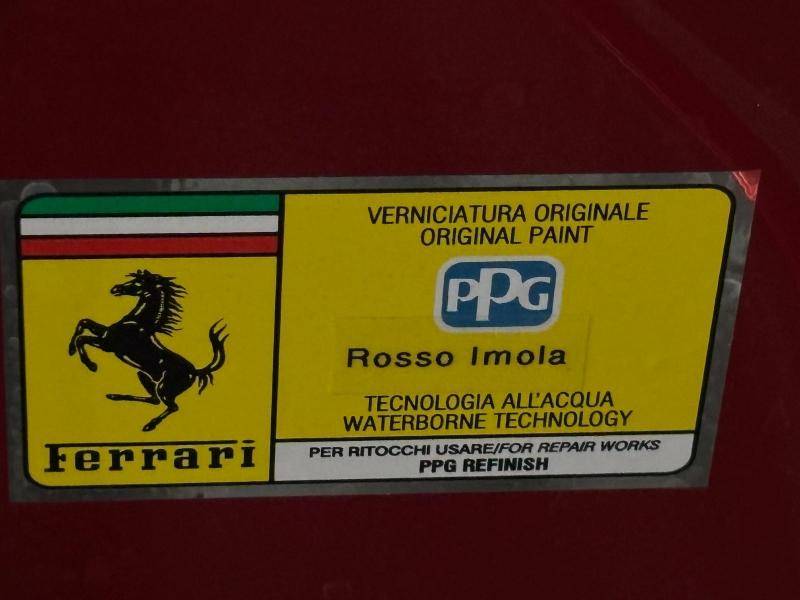 Ferrari
VERNICIATURA ORIGINALE
ORIGINAL PAINT
PPG
Rosso Imola
TECNOLOGIA ALL'ACQUA
WATERBORNE TECHNOLOGY
PER RITOCCHI USARE/FOR REPAIR WORKS
PPG REFINISH